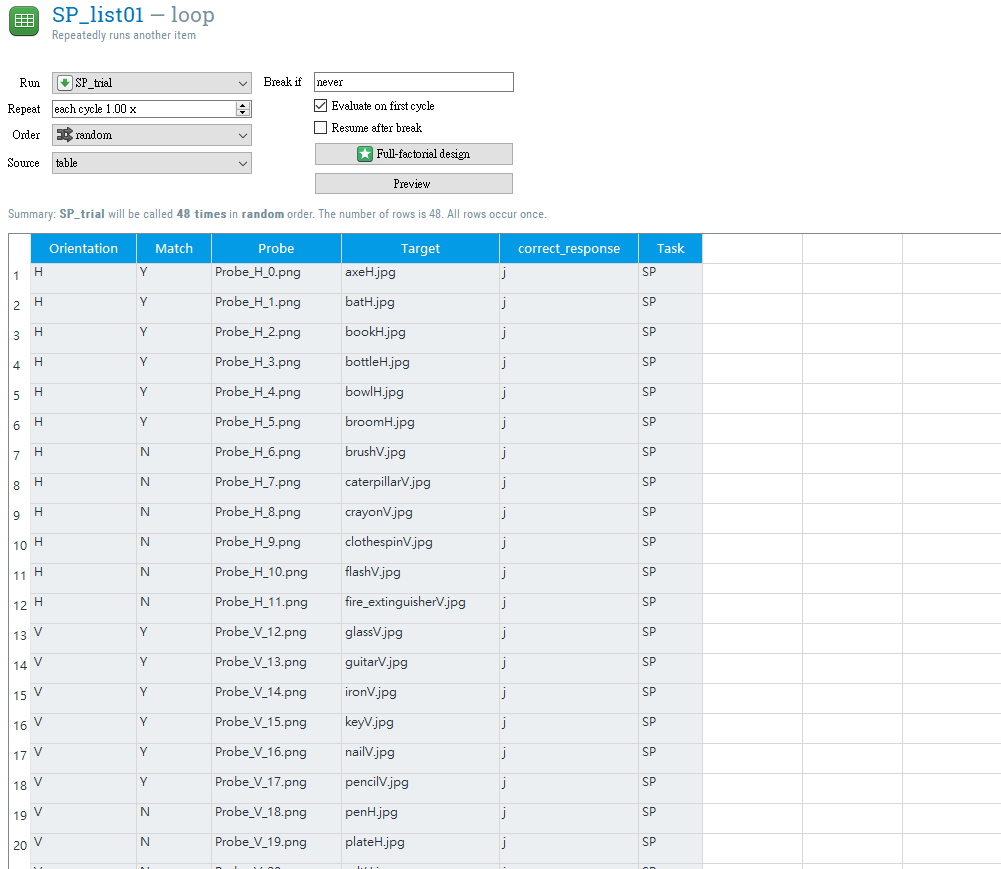 SP_list01 — loop
Repeatedly runs another item
Run SP_trial Break if never
Repeat each cycle 1.00 x Evaluate on first cycle
Order random Resume after break
Source table Full-factorial design
Preview
Summary: SP_trial will be called 48 times in random order. The number of rows is 48. All rows occur once.
Orientation Match Probe Target correct_response Task
1 H Y Probe_H_0.png axeH.jpg j SP
2 H Y Probe_H_1.png batH.jpg j SP
3 H Y Probe_H_2.png bookH.jpg j SP
4 H Y Probe_H_3.png bottleH.jpg j SP
5 H Y Probe_H_4.png bowlH.jpg j SP
6 H Y Probe_H_5.png broomH.jpg j SP
7 H N Probe_H_6.png brushV.jpg j SP
8 H N Probe_H_7.png caterpillarV.jpg j SP
9 H N Probe_H_8.png crayonV.jpg j SP
10 H N Probe_H_9.png clothespinV.jpg j SP
11 H N Probe_H_10.png flashV.jpg j SP
12 H N Probe_H_11.png fire_extinguisherV.jpg j SP
13 V Y Probe_V_12.png glassV.jpg j SP
14 V Y Probe_V_13.png guitarV.jpg j SP
15 V Y Probe_V_14.png ironV.jpg j SP
16 V Y Probe_V_15.png keyV.jpg j SP
17 V Y Probe_V_16.png nailV.jpg j SP
18 V Y Probe_V_17.png pencilV.jpg j SP
19 V N Probe_V_18.png penH.jpg j SP
20 V N Probe_V_19.png plateH.jpg j SP